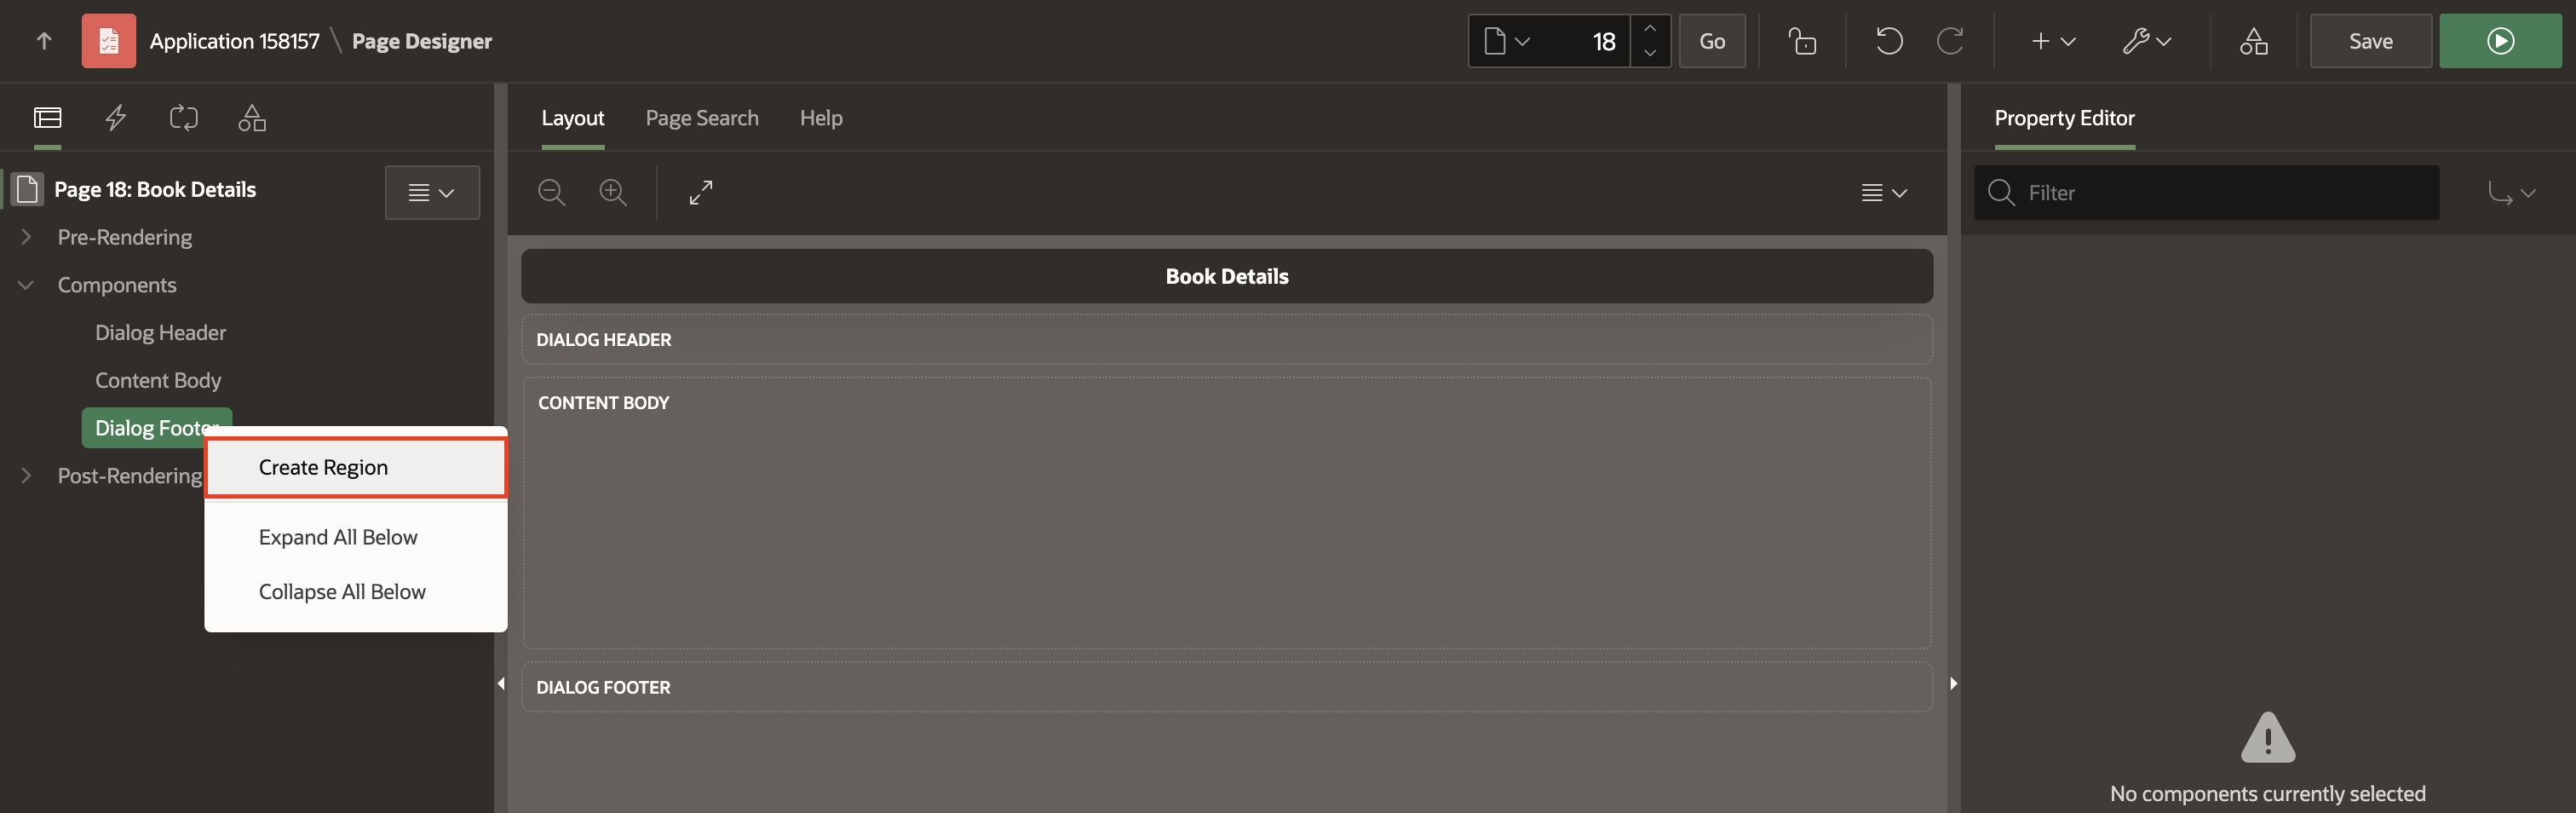 Application 158157 \ Page Designer
18
Go
Save
Layout
Page Search
Help
Property Editor
Page 18: Book Details
Filter
Pre-Rendering
Components
Book Details
Dialog Header
DIALOG HEADER
Content Body
CONTENT BODY
Dialog Footer
Create Region
Post-Rendering
Expand All Below
Collapse All Below
DIALOG FOOTER
No components currently selected